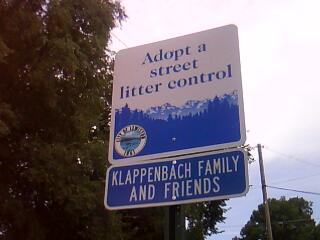 Adopt a
street
litter control
KLAPPENBACH FAMILY
AND FRIENDS